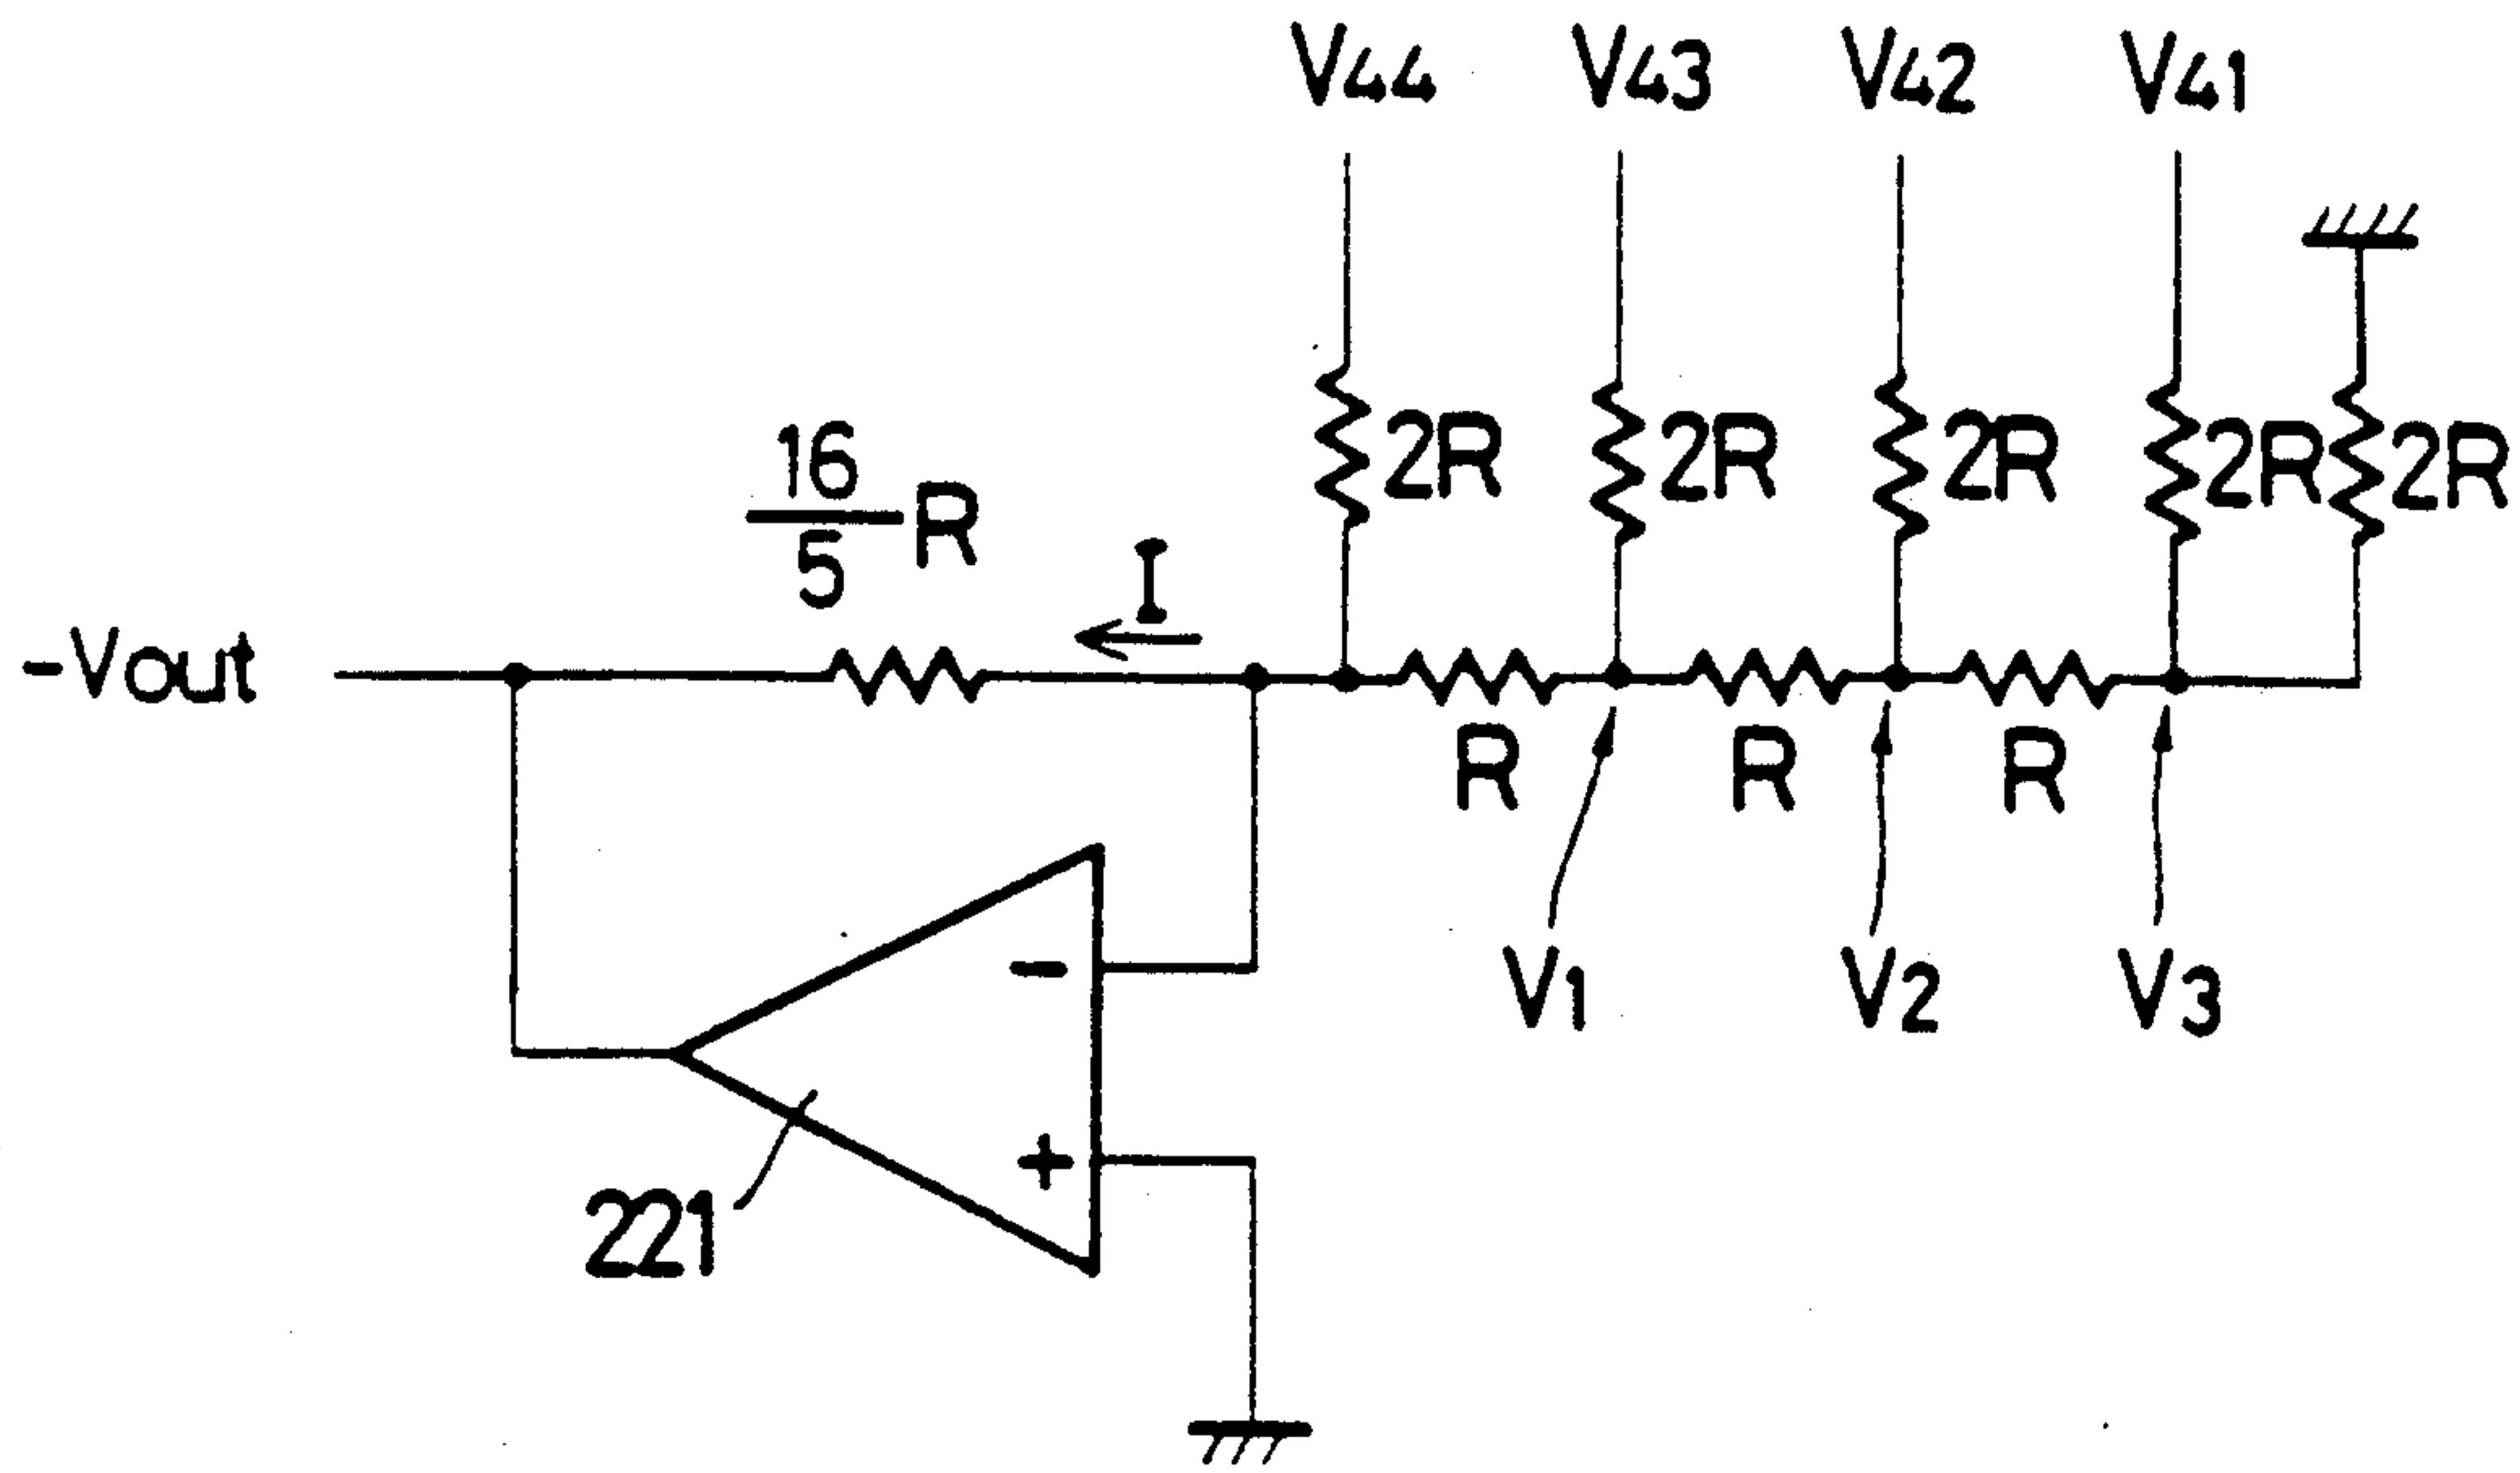 V44 V43 V42 V41
2R 2R 2R 2R 2R
16/5 R
I
-Vout
R R R
V1 V2 V3
-
+
221